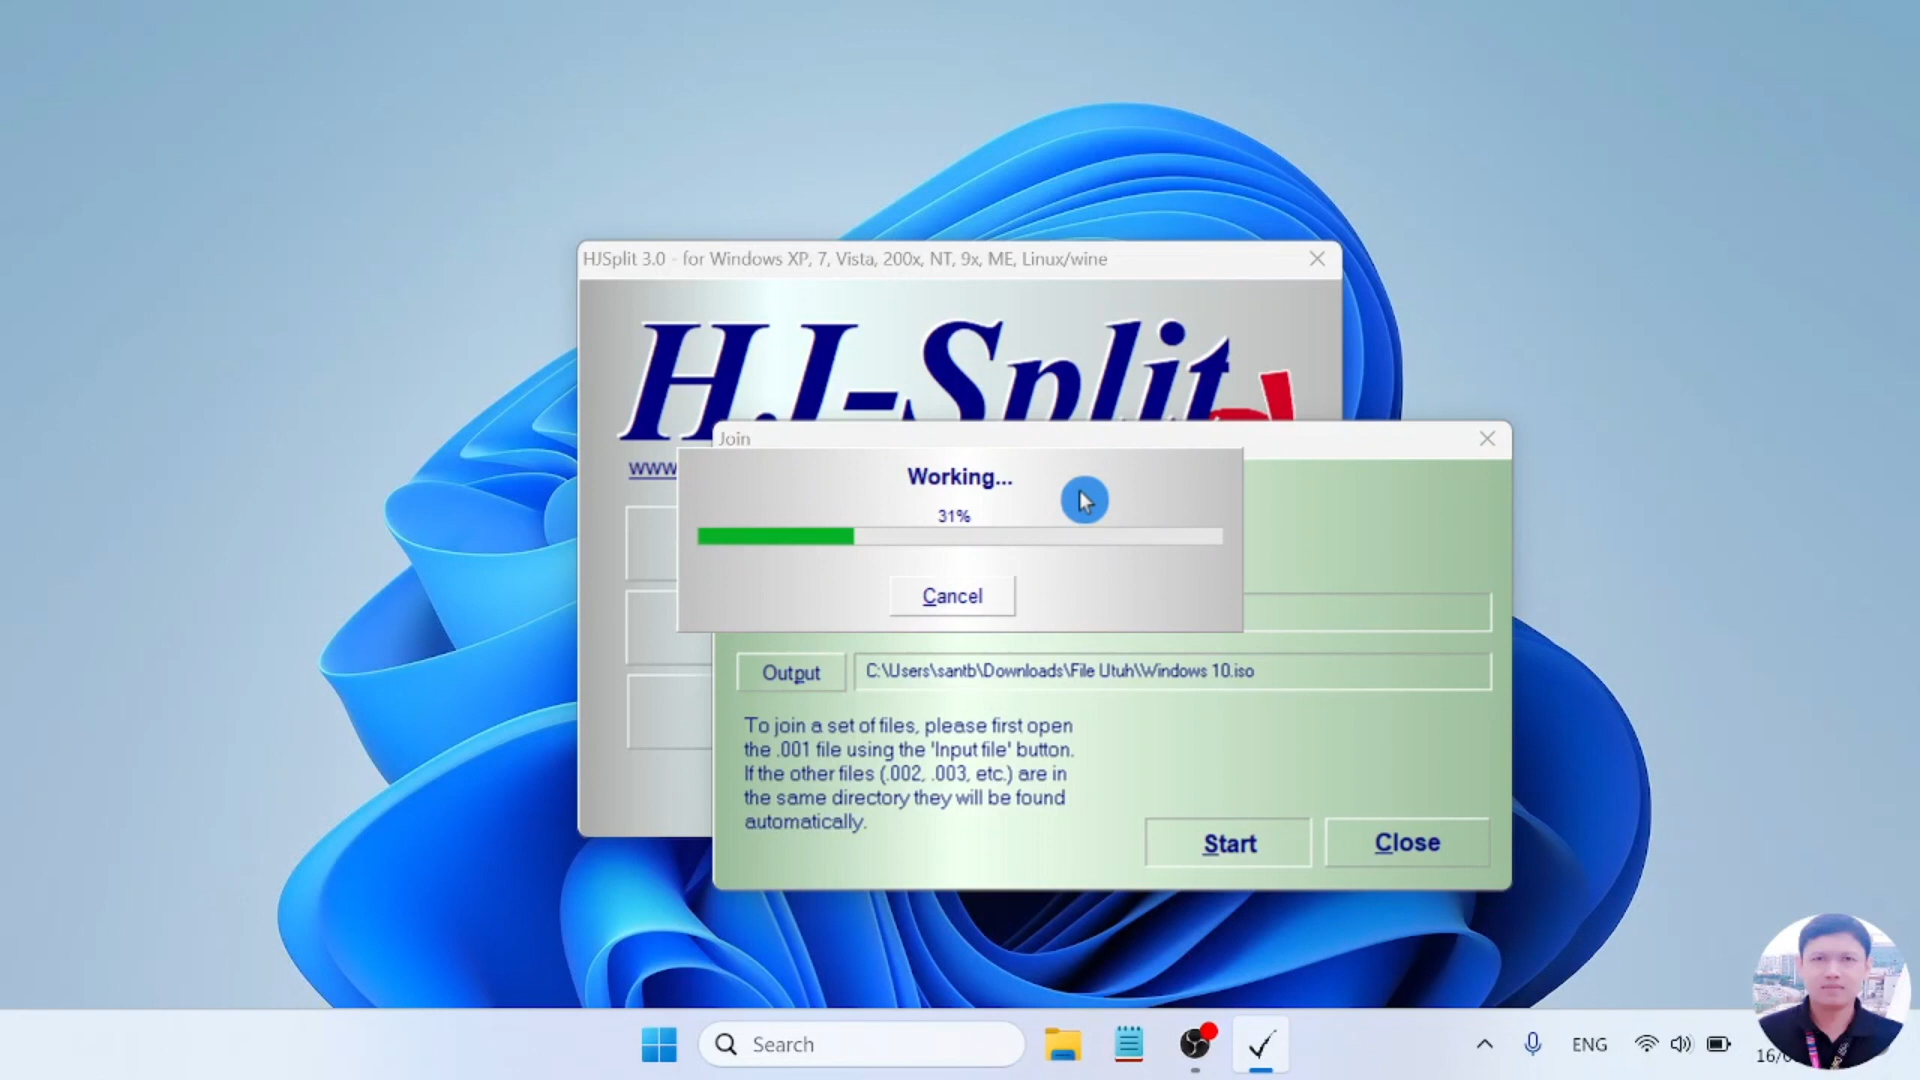 HJSplit 3.0 - for Windows XP, 7, Vista, 200x, NT, 9x, ME, Linux/wine
HJ-Split
www
Join
Working...
31%
Cancel
Output
C:\Users\santb\Downloads\File Utuh\Windows 10.iso
To join a set of files, please first open
the .001 file using the 'Input file' button.
If the other files (.002, .003, etc.) are in
the same directory they will be found
automatically.
Start
Close
Search
ENG
16/